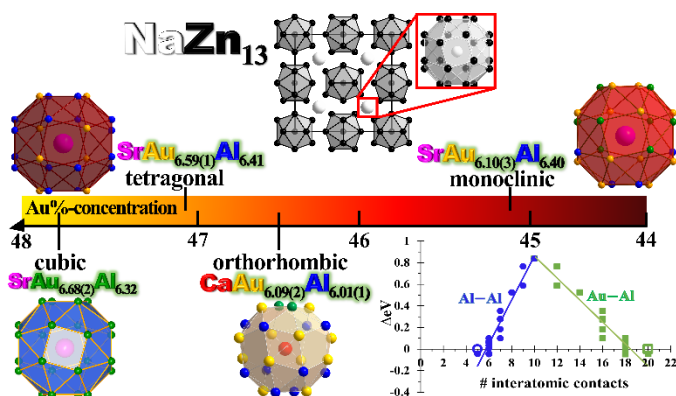 NaZn13
SrAu6.59(1)Al6.41
tetragonal
SrAu6.10(3)Al6.40
monoclinic
Au%-concentration
48 47 46 45 44
cubic
SrAu6.68(2)Al6.32
orthorhombic
CaAu6.09(2)Al6.01(1)
ΔeV
1
0.8
0.6
0.4
0.2
0
-0.2
-0.4
Al–Al
Au–Al
0 2 4 6 8 10 12 14 16 18 20 22
# interatomic contacts